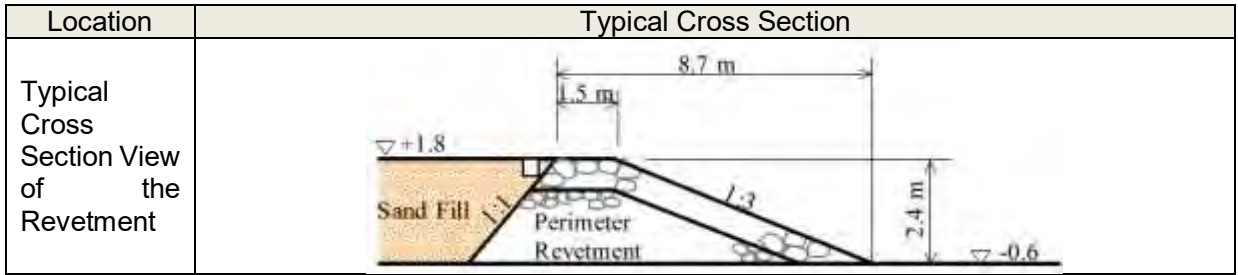 Location
Typical Cross Section
Typical
Cross
Section View
of the
Revetment
8.7 m
1.5 m
+1.8
1:1
1:3
Sand Fill
Perimeter
Revetment
2.4 m
-0.6